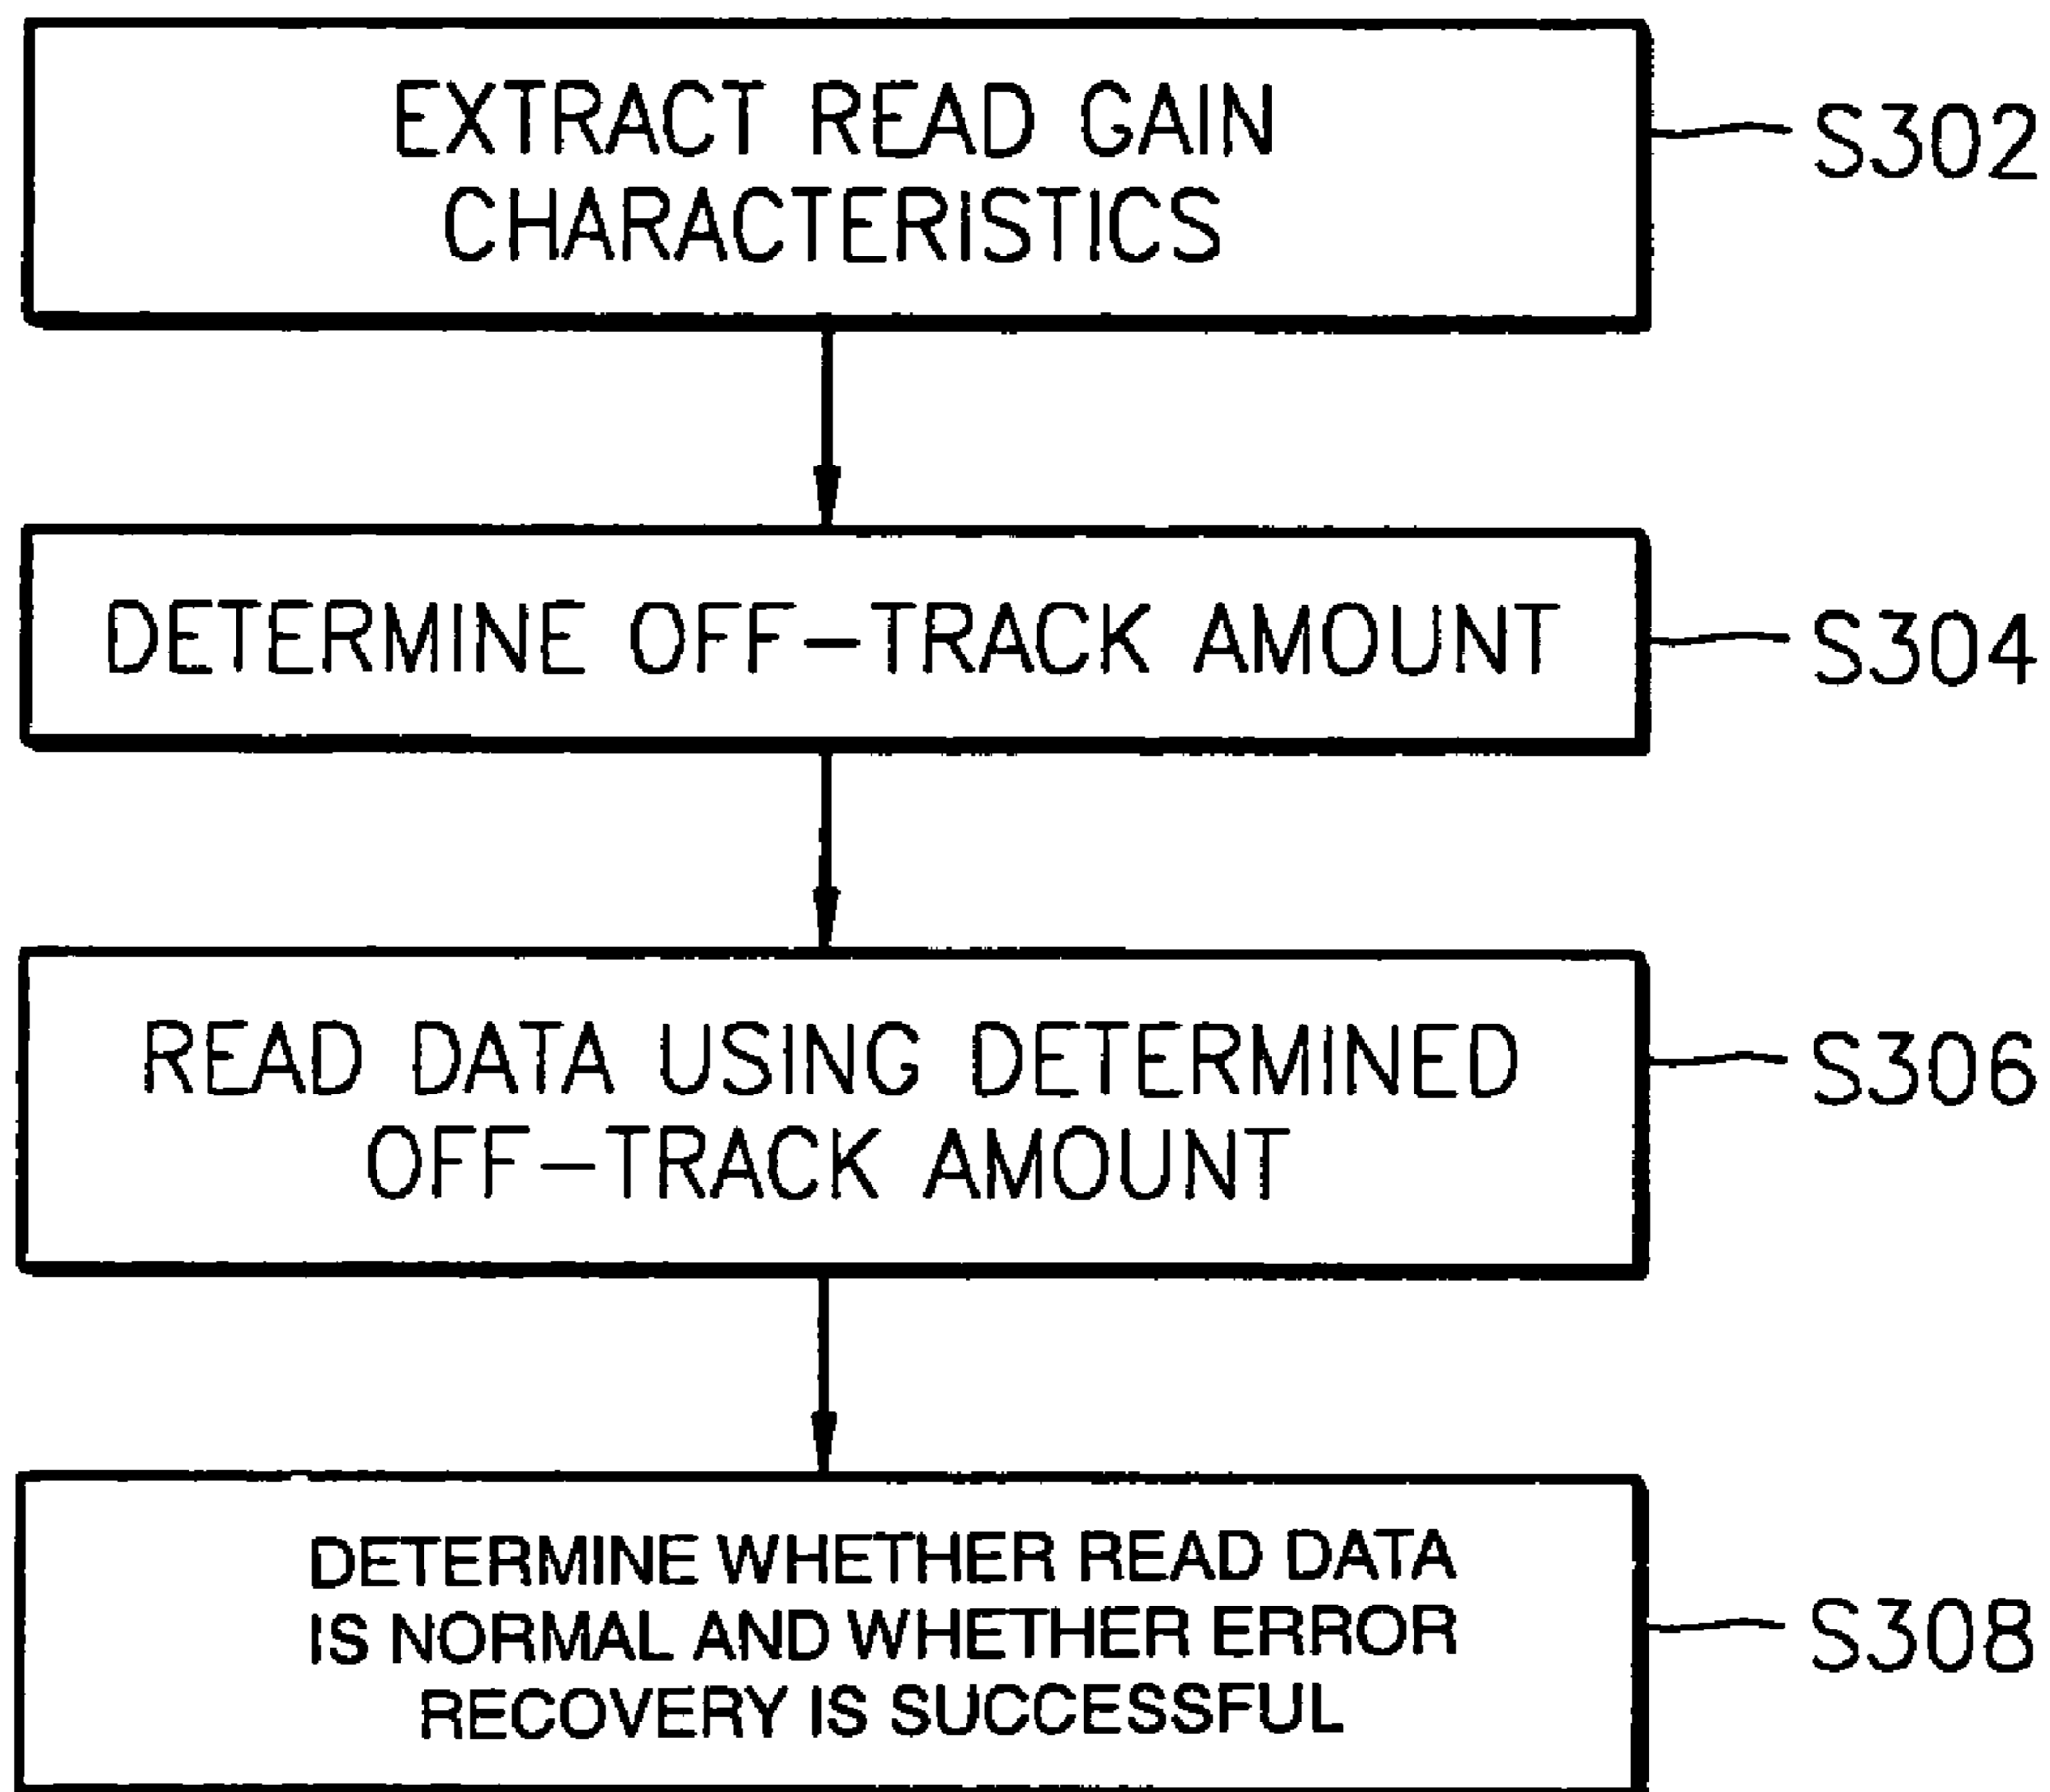 EXTRACT READ GAIN
CHARACTERISTICS
S302
DETERMINE OFF-TRACK AMOUNT
S304
READ DATA USING DETERMINED
OFF-TRACK AMOUNT
S306
DETERMINE WHETHER READ DATA
IS NORMAL AND WHETHER ERROR
RECOVERY IS SUCCESSFUL
S308